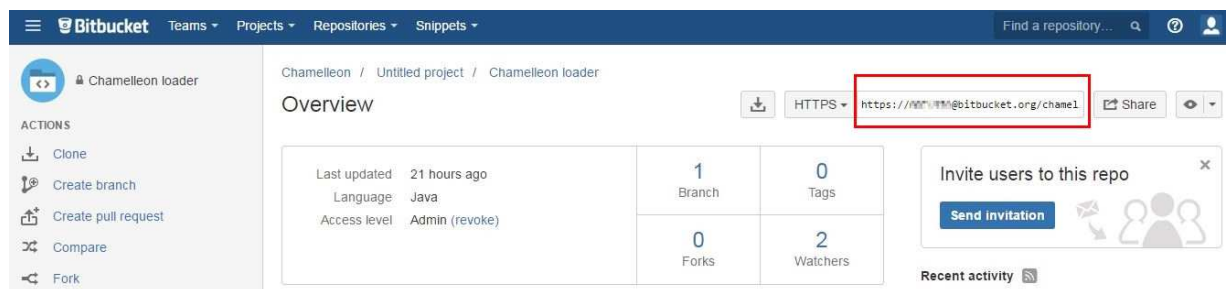 Bitbucket Teams Projects Repositories Snippets Find a repository...
Chamelleon loader
Chamelleon / Untitled project / Chamelleon loader
Overview
HTTPS https:// @bitbucket.org/chamel Share
ACTIONS
Clone
Create branch
Create pull request
Compare
Fork
Last updated 21 hours ago
Language Java
Access level Admin (revoke)
1
Branch
0
Tags
0
Forks
2
Watchers
Invite users to this repo
Send invitation
Recent activity